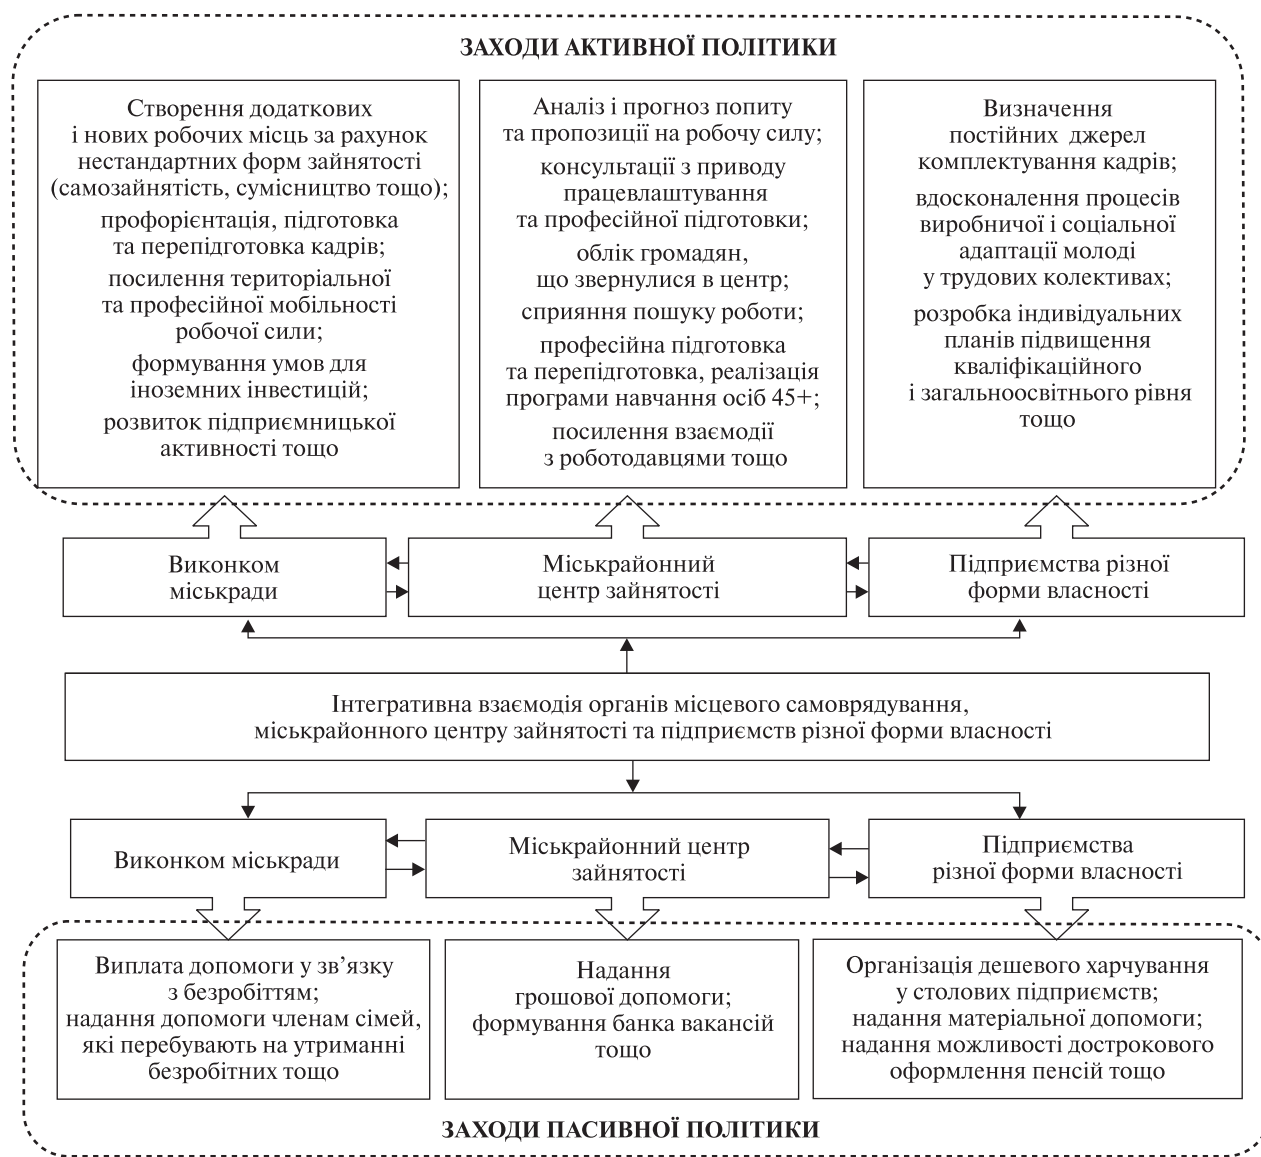 ЗАХОДИ АКТИВНОЇ ПОЛІТИКИ
Створення додаткових
і нових робочих місць за рахунок
нестандартних форм зайнятості
(самозайнятість, сумісництво тощо);
профорієнтація, підготовка
та перепідготовка кадрів;
посилення територіальної
та професійної мобільності
робочої сили;
формування умов для
іноземних інвестицій;
розвиток підприємницької
активності тощо
Аналіз і прогноз попиту
та пропозиції на робочу силу;
консультації з приводу
працевлаштування
та професійної підготовки;
облік громадян,
що звернулися в центр;
сприяння пошуку роботи;
професійна підготовка
та перепідготовка, реалізація
програми навчання осіб 45+;
посилення взаємодії
з роботодавцями тощо
Визначення
постійних джерел
комплектування кадрів;
вдосконалення процесів
виробничої і соціальної
адаптації молоді
у трудових колективах;
розробка індивідуальних
планів підвищення
кваліфікаційного
і загальноосвітнього рівня
тощо
Виконком
міськради
Міськрайонний
центр зайнятості
Підприємства різної
форми власності
Інтегративна взаємодія органів місцевого самоврядування,
міськрайонного центру зайнятості та підприємств різної форми власності
Виконком міськради
Міськрайонний центр
зайнятості
Підприємства
різної форми власності
Виплата допомоги у зв’язку
з безробіттям;
надання допомоги членам сімей,
які перебувають на утриманні
безробітних тощо
Надання
грошової допомоги;
формування банка вакансій
тощо
Організація дешевого харчування
у столових підприємств;
надання матеріальної допомоги;
надання можливості дострокового
оформлення пенсій тощо
ЗАХОДИ ПАСИВНОЇ ПОЛІТИКИ